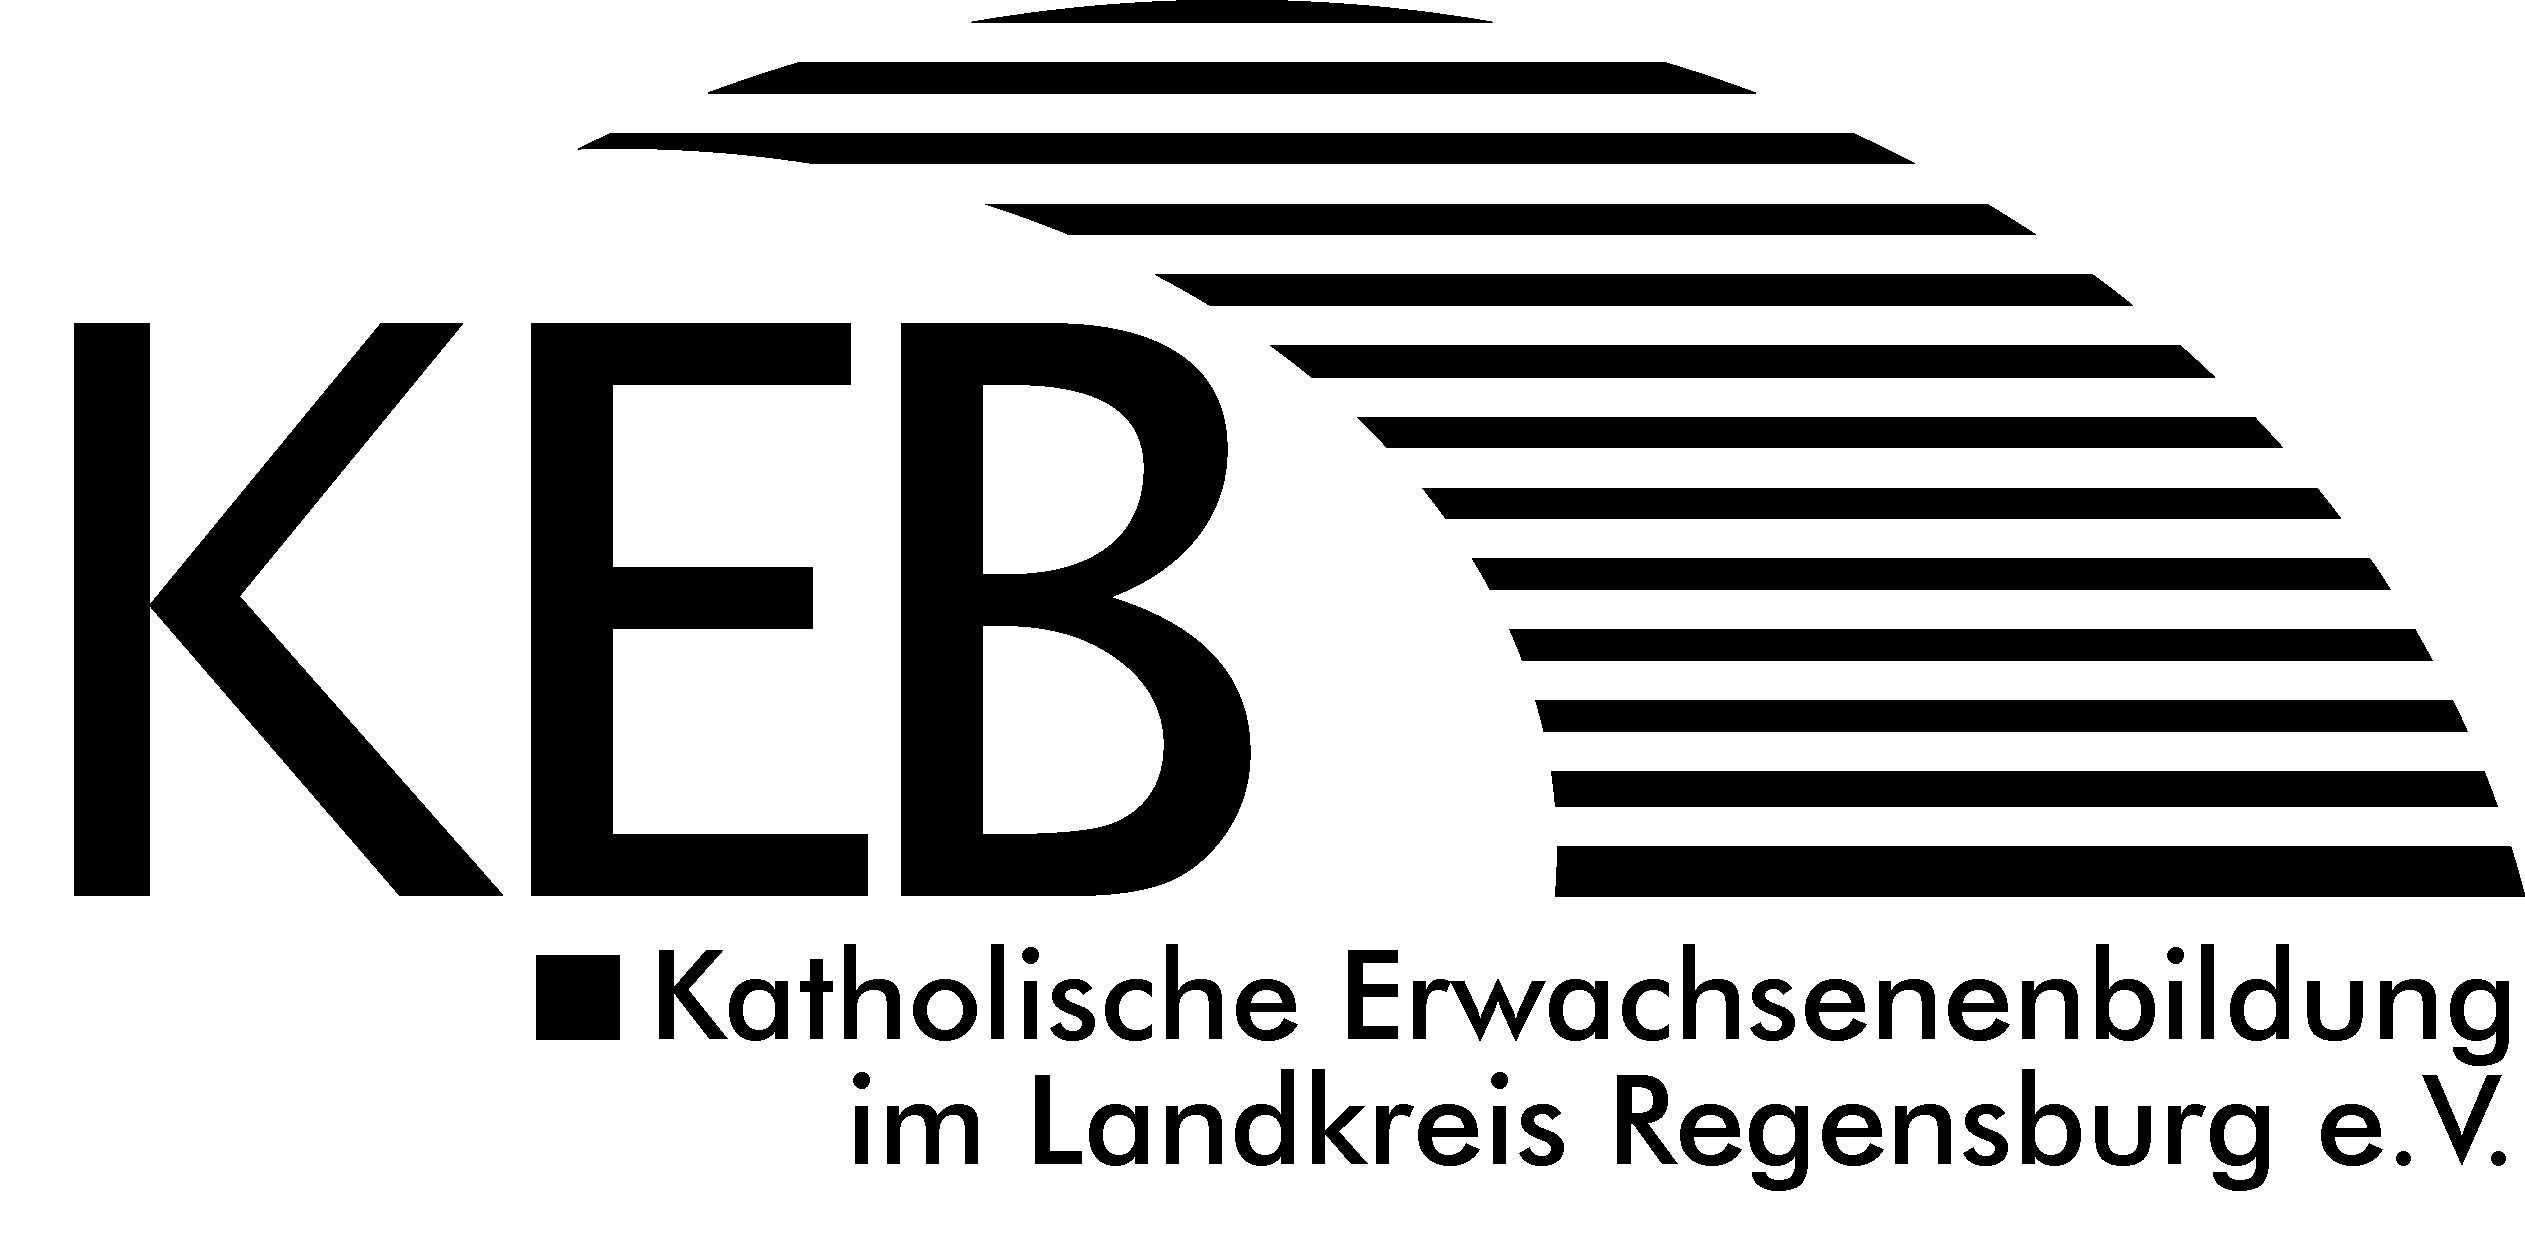 KEB
Katholische Erwachsenenbildung
im Landkreis Regensburg e.V.